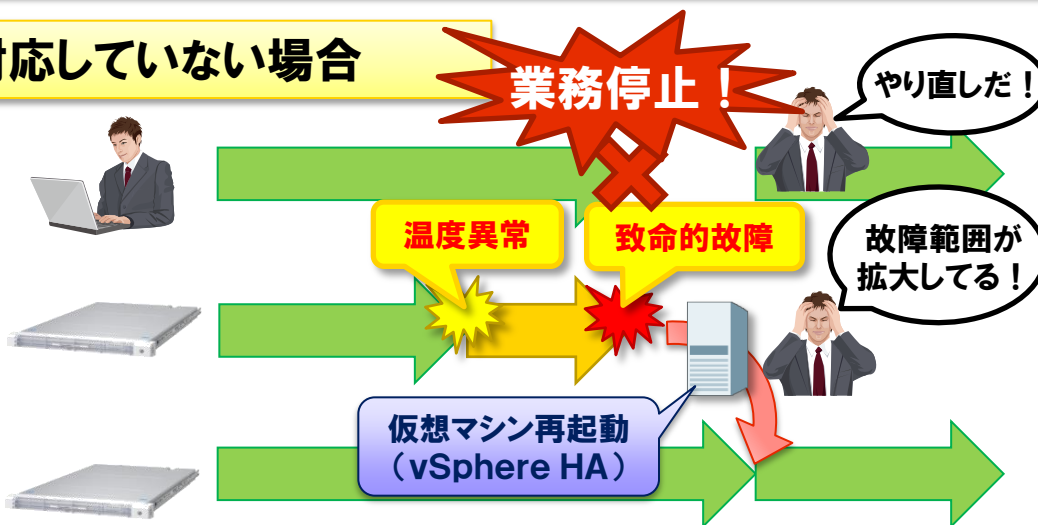 応していない場合
業務停止！
やり直しだ！
温度異常
致命的故障
故障範囲が
拡大してる！
仮想マシン再起動
（vSphere HA）